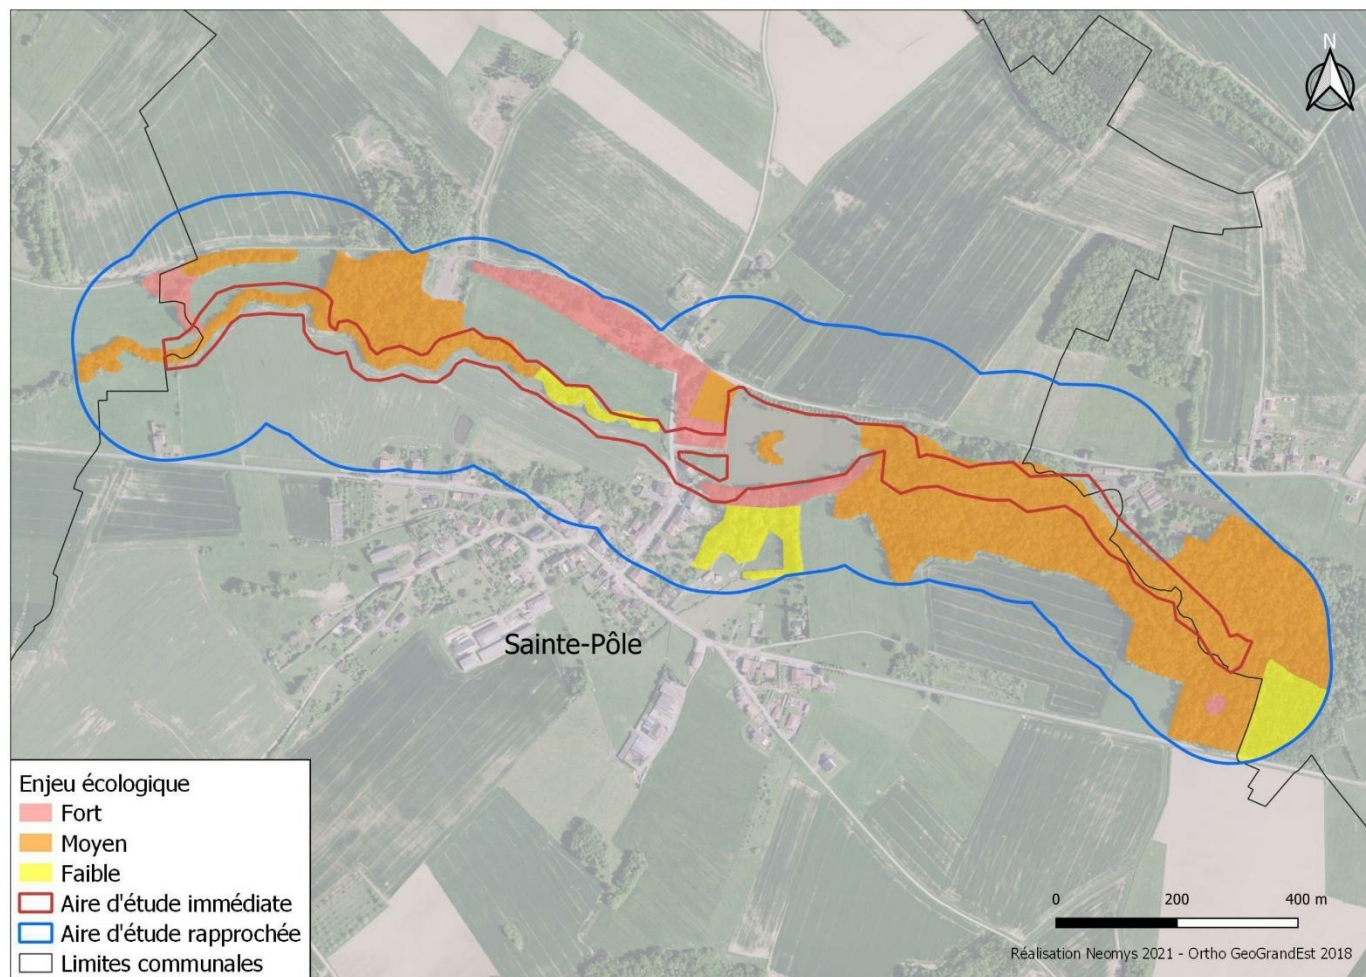 N
Sainte-Pôle
Enjeu écologique
Fort
Moyen
Faible
Aire d'étude immédiate
Aire d'étude rapprochée
Limites communales
0 200 400 m
Réalisation Neomys 2021 - Ortho GeoGrandEst 2018